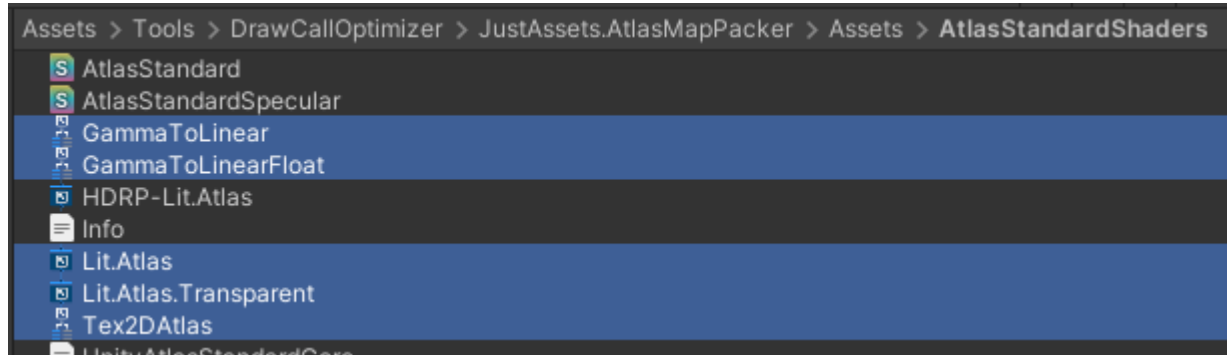 Assets > Tools > DrawCallOptimizer > JustAssets.AtlasMapPacker > Assets > AtlasStandardShaders
AtlasStandard
AtlasStandardSpecular
GammaToLinear
GammaToLinearFloat
HDRP-Lit.Atlas
Info
Lit.Atlas
Lit.Atlas.Transparent
Tex2DAtlas
UnityAtlasStandardCore